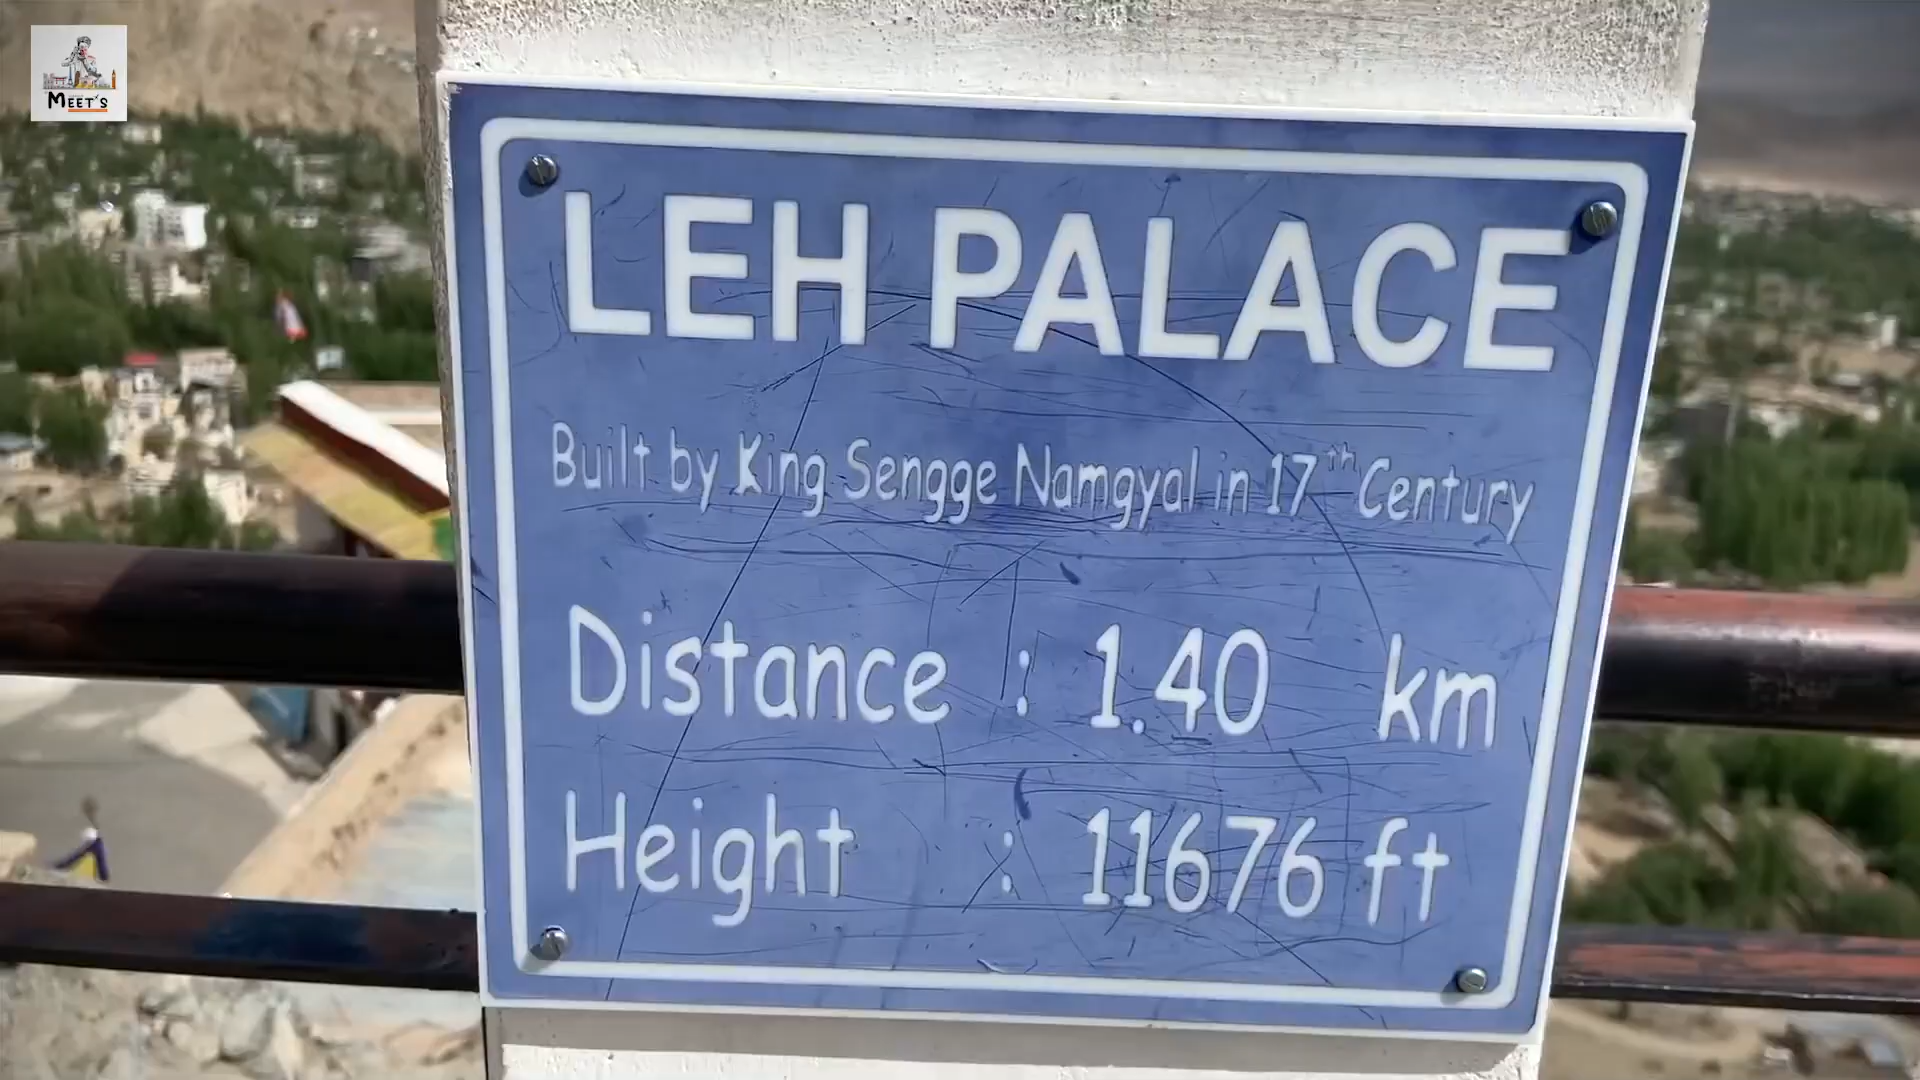 MEET'S
LEH PALACE
Built by King Sengge Namgyal in 17th Century
Distance : 1.40 km
Height : 11676 ft